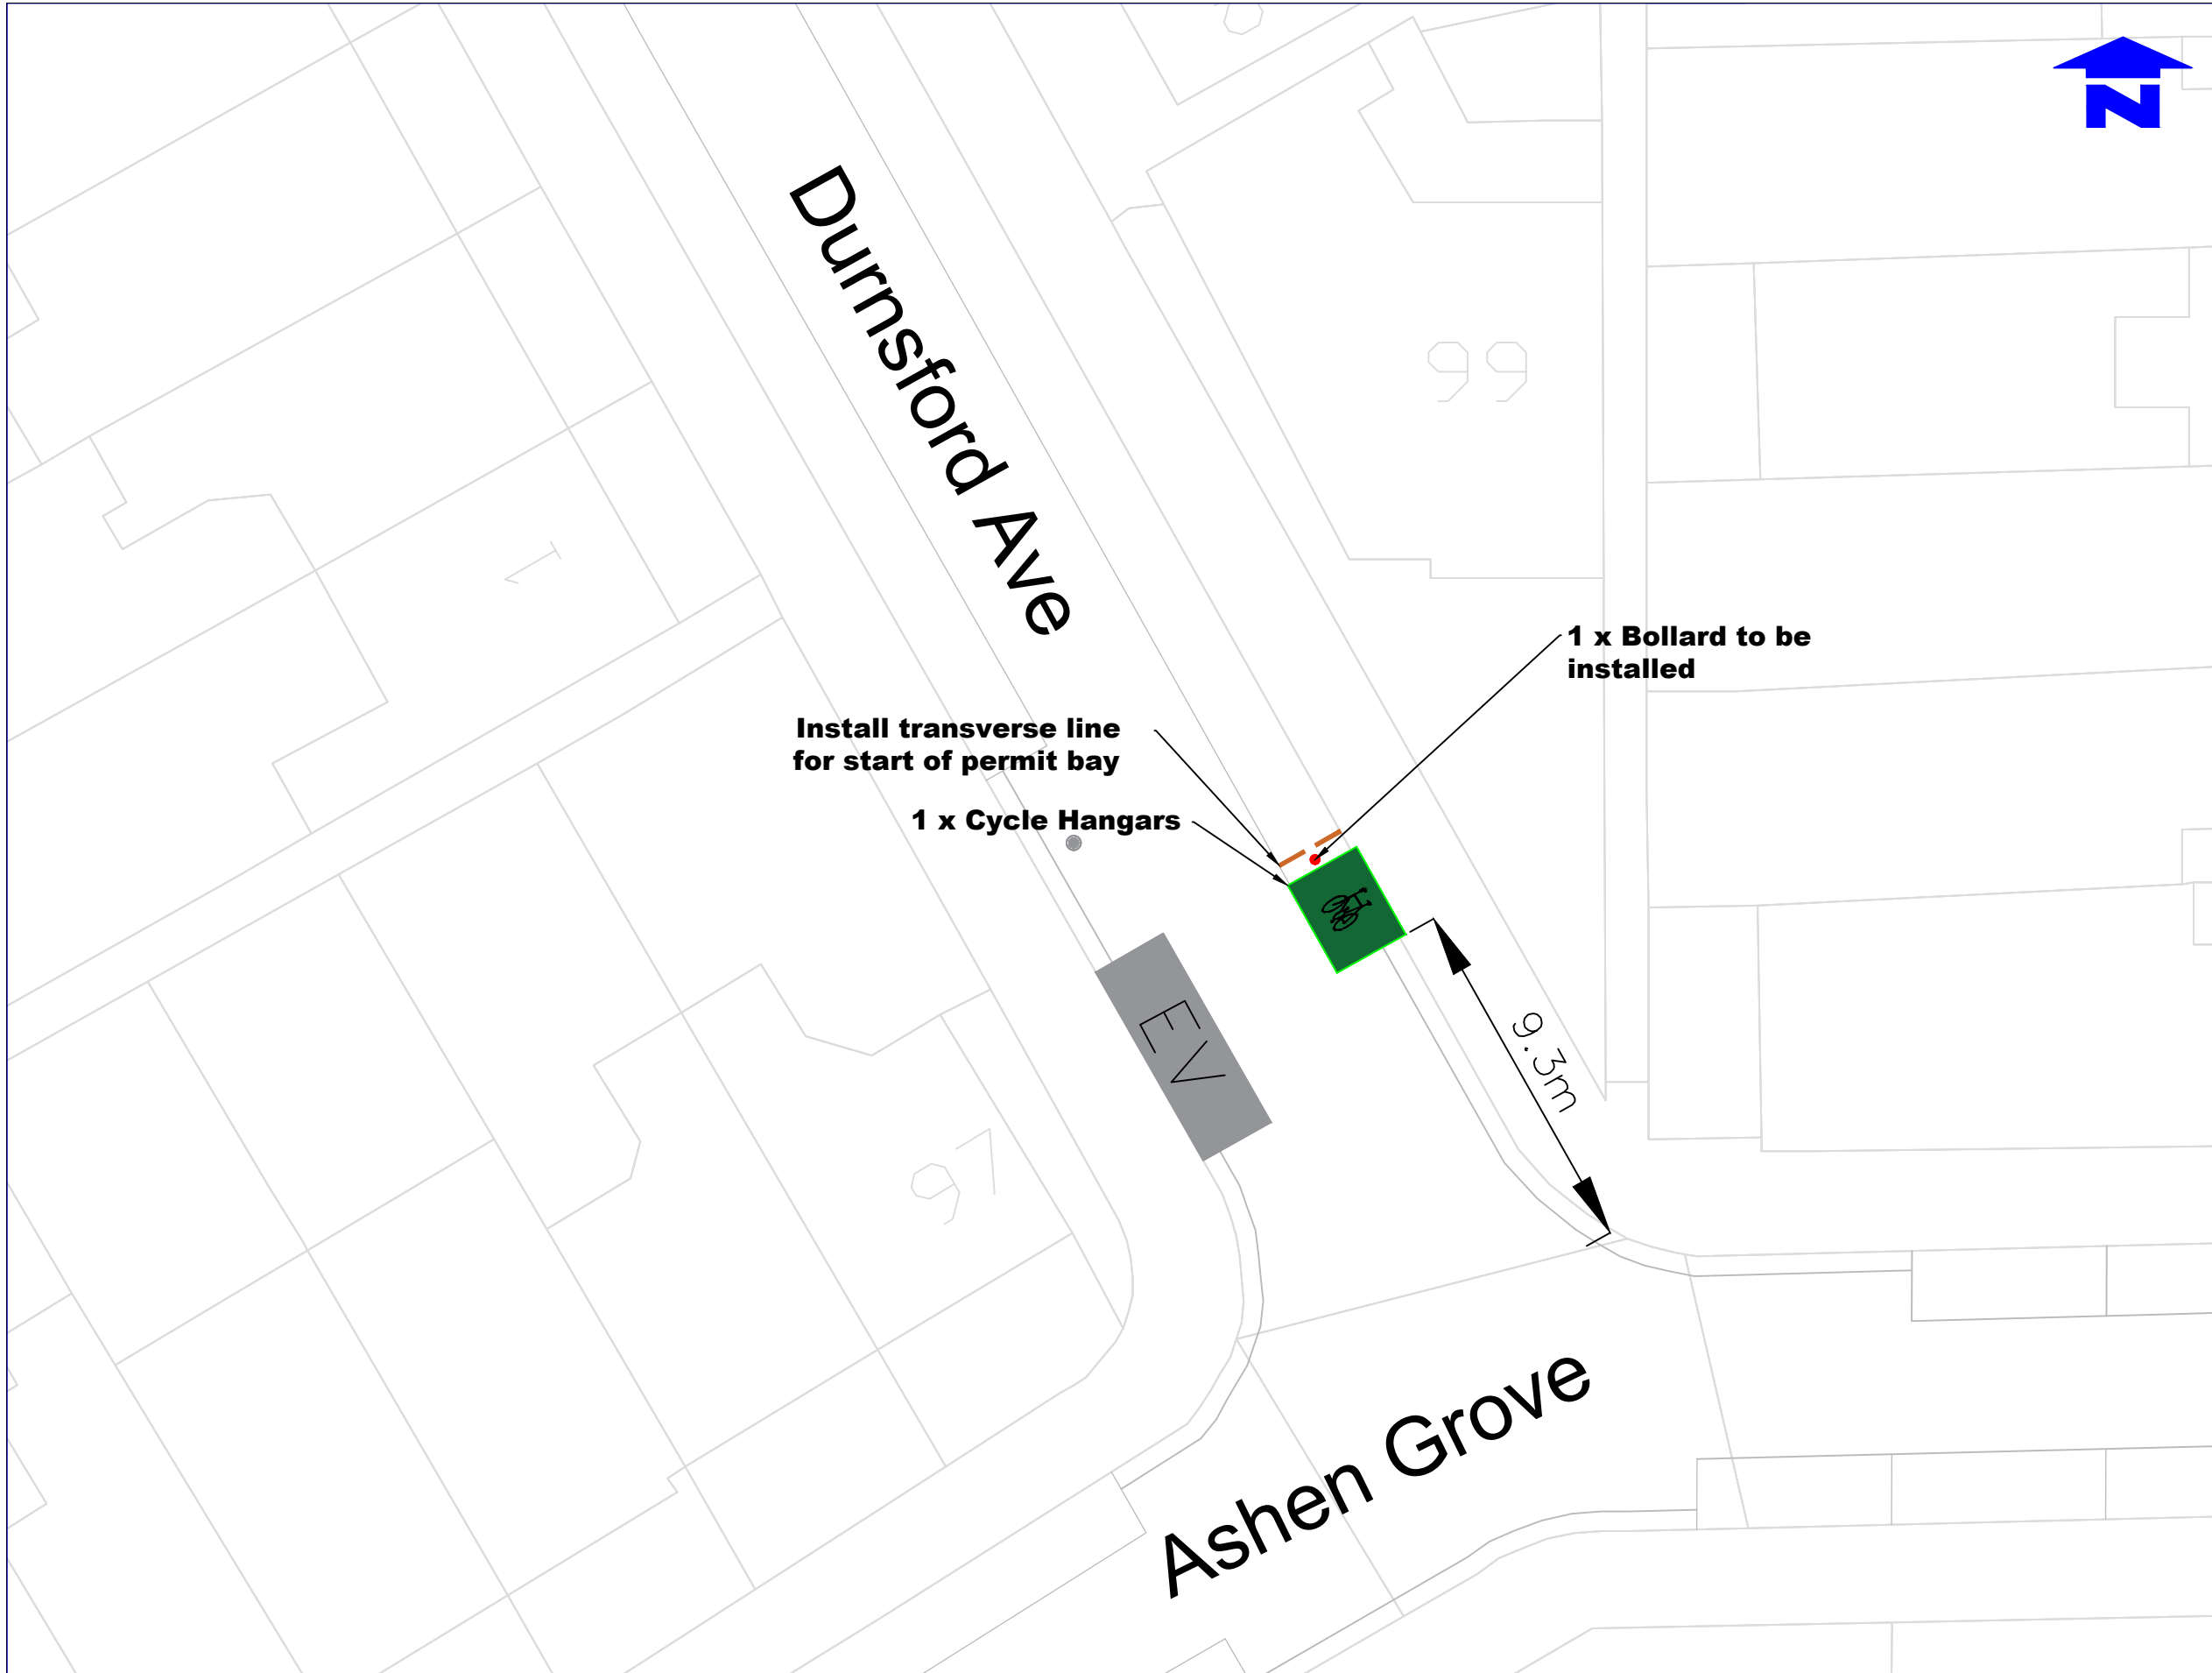 N
Durnsford Ave
99
1
1 x Bollard to be
installed
Install transverse line
for start of permit bay
1 x Cycle Hangars
EV
9.3m
97
Ashen Grove